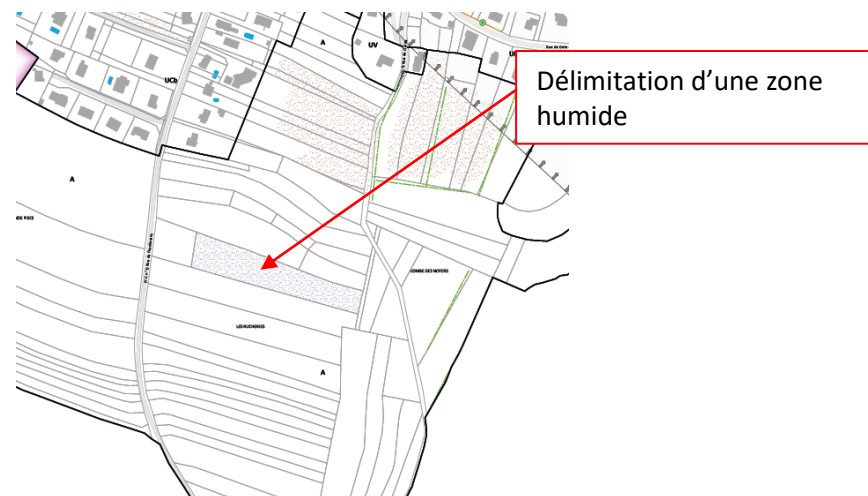 A
UV
UCb
Délimitation d’une zone
humide
A
COMBE DES NOYERS
LES RUCHERES
A